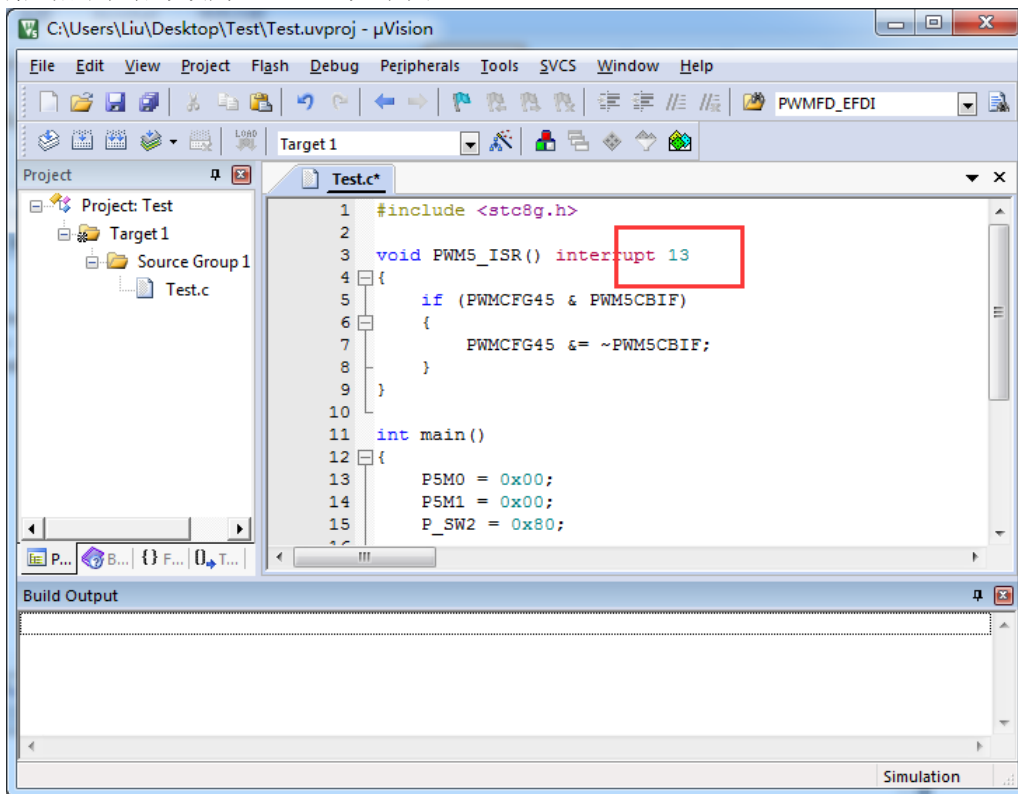 C:\Users\Liu\Desktop\Test\Test.uvproj - µVision
File Edit View Project Flash Debug Peripherals Tools SVCS Window Help
PWMFD_EFDI
LOAD Target 1
Project
Test.c*
Project: Test
Target 1
Source Group 1
Test.c
1 #include <stc8g.h>
2
3 void PWM5_ISR() interrupt 13
4 {
5 if (PWMCFG45 & PWM5CBIF)
6 {
7 PWMCFG45 &= ~PWM5CBIF;
8 }
9 }
10
11 int main()
12 {
13 P5M0 = 0x00;
14 P5M1 = 0x00;
15 P_SW2 = 0x80;
P... B... {} F... 0 T...
Build Output
Simulation